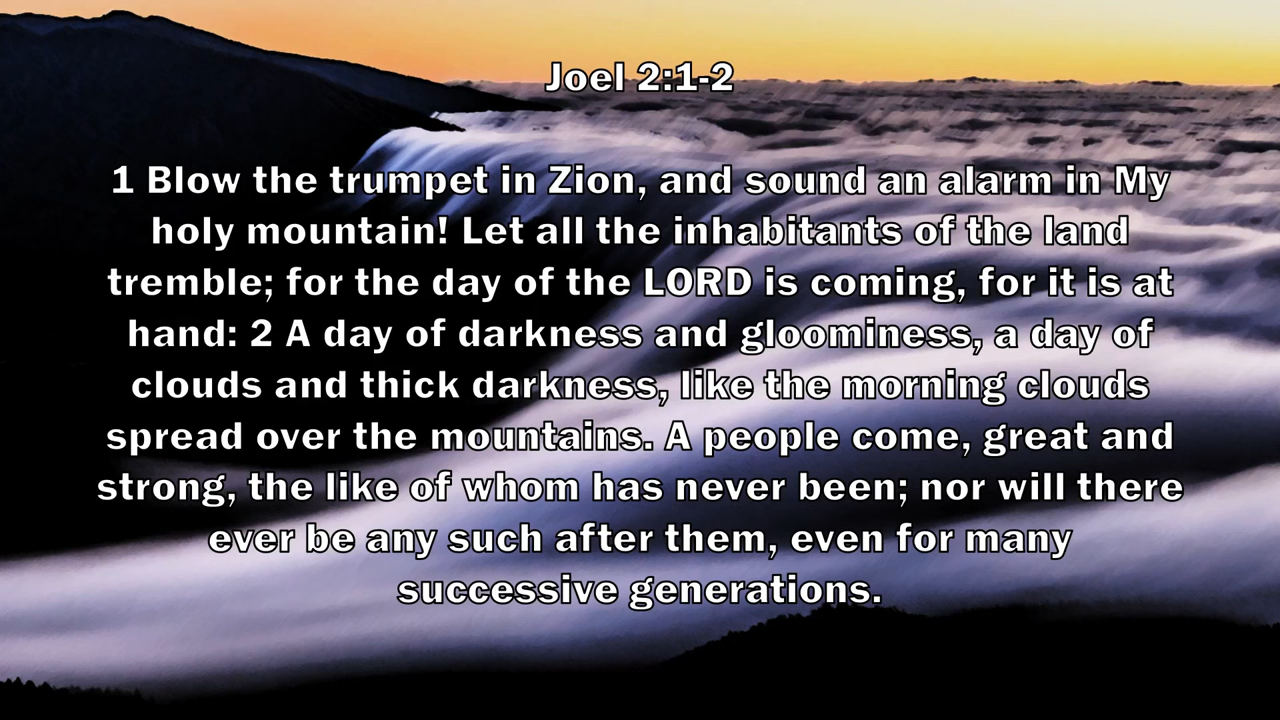 Joel 2:1-2
1 Blow the trumpet in Zion, and sound an alarm in My
holy mountain! Let all the inhabitants of the land
tremble; for the day of the LORD is coming, for it is at
hand: 2 A day of darkness and gloominess, a day of
clouds and thick darkness, like the morning clouds
spread over the mountains. A people come, great and
strong, the like of whom has never been; nor will there
ever be any such after them, even for many
successive generations.